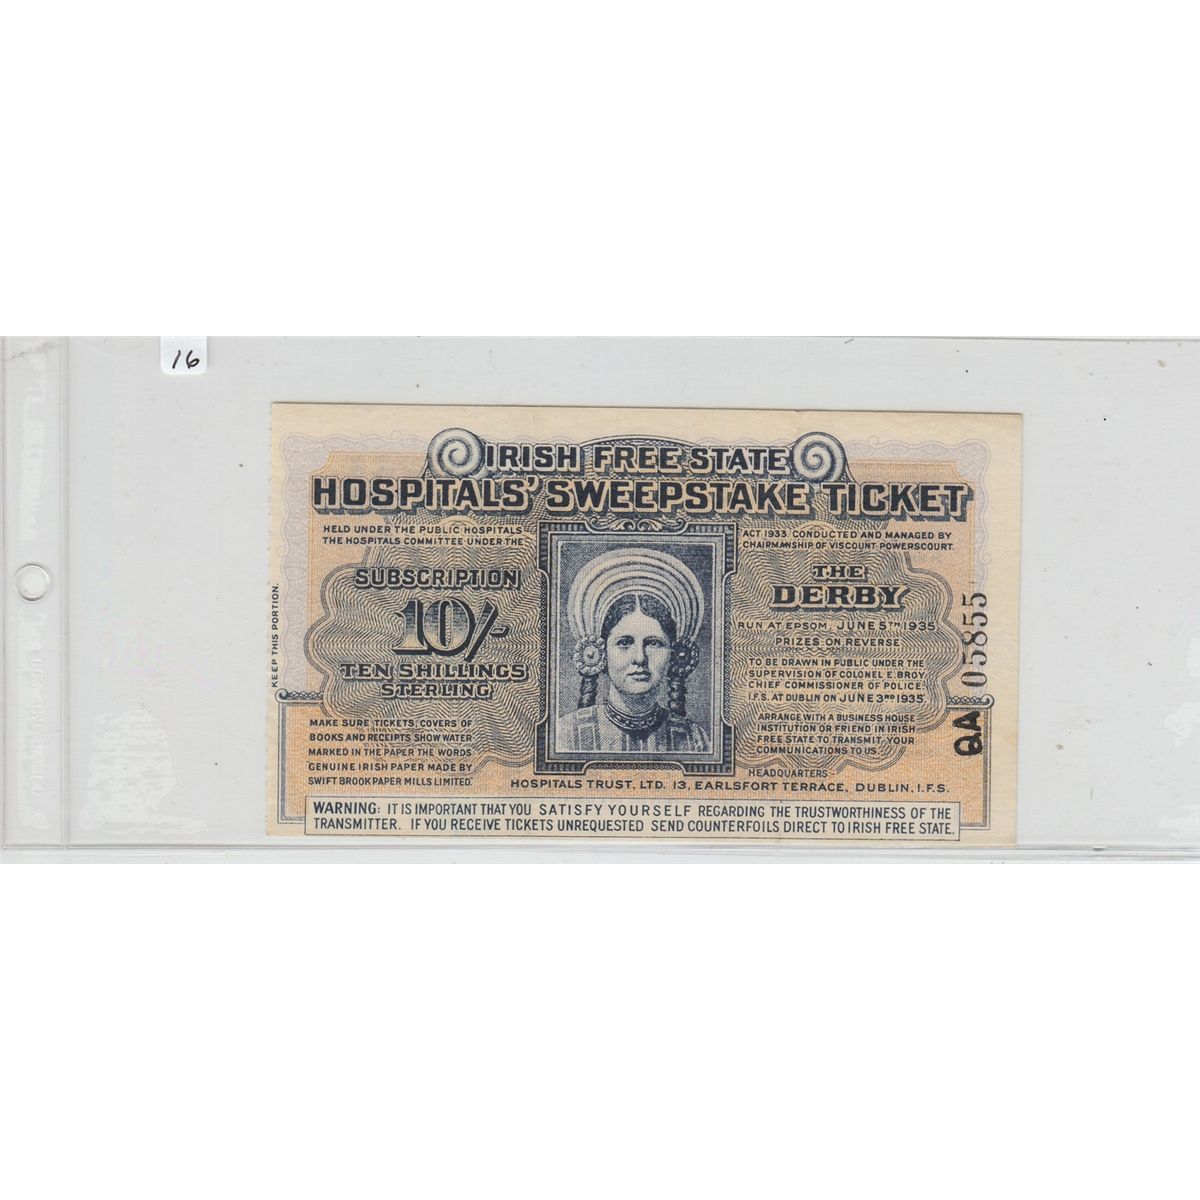 16
IRISH FREE STATE
HOSPITALS' SWEEPSTAKE TICKET
HELD UNDER THE PUBLIC HOSPITALS
THE HOSPITALS COMMITTEE UNDER THE
ACT 1933 CONDUCTED AND MANAGED BY
CHAIRMANSHIP OF VISCOUNT POWERSCOURT.
SUBSCRIPTION
10/-
TEN SHILLINGS
STERLING
THE
DERBY
RUN AT EPSOM, JUNE 5TH 1935
PRIZES ON REVERSE
TO BE DRAWN IN PUBLIC UNDER THE
SUPERVISION OF COLONEL E. BROY
CHIEF COMMISSIONER OF POLICE
I.F.S. AT DUBLIN ON JUNE 3RD 1935
KEEP THIS PORTION.
QA 05855
MAKE SURE TICKETS, COVERS OF
BOOKS AND RECEIPTS SHOW WATER
MARKED IN THE PAPER THE WORDS
GENUINE IRISH PAPER MADE BY
SWIFT BROOK PAPER MILLS LIMITED.
ARRANGE WITH A BUSINESS HOUSE
INSTITUTION OR FRIEND IN IRISH
FREE STATE TO TRANSMIT YOUR
COMMUNICATIONS TO US.
HEADQUARTERS:-
HOSPITALS TRUST, LTD. 13, EARLSFORT TERRACE, DUBLIN, I.F.S.
WARNING: IT IS IMPORTANT THAT YOU SATISFY YOURSELF REGARDING THE TRUSTWORTHINESS OF THE
TRANSMITTER. IF YOU RECEIVE TICKETS UNREQUESTED SEND COUNTERFOILS DIRECT TO IRISH FREE STATE.